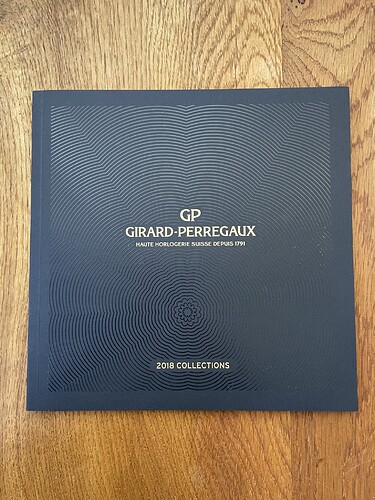 GP
GIRARD-PERREGAUX
HAUTE HORLOGERIE SUISSE DEPUIS 1791
2018 COLLECTIONS